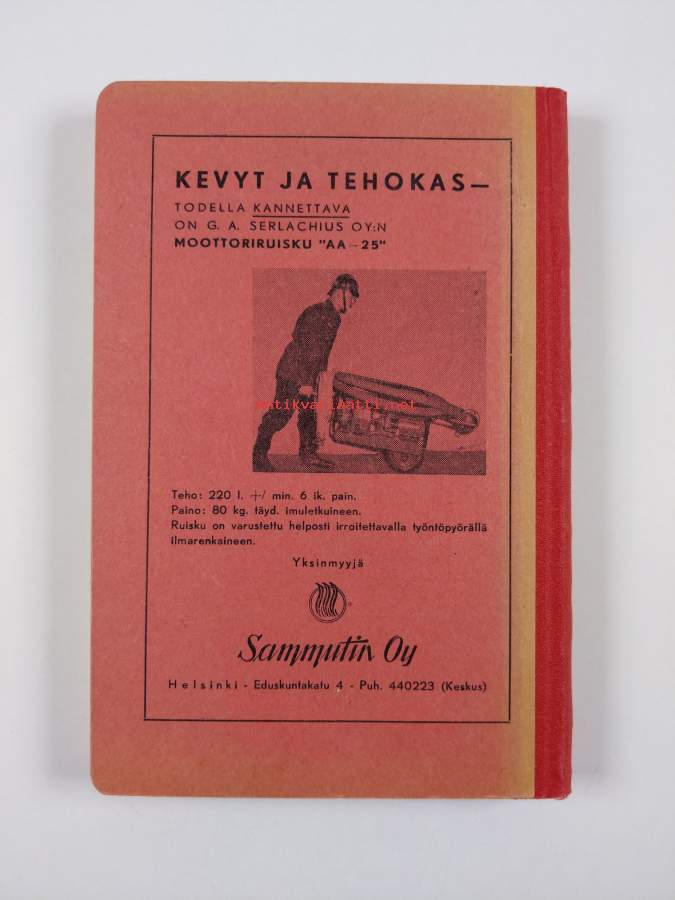 KEVYT JA TEHOKAS—
TODELLA KANNETTAVA
ON G. A. SERLACHIUS OY:N
MOOTTORIRUISKU "AA-25"
antikvariaatti.net
Teho: 220 l. +/ min. 6 ik. pain.
Paino: 80 kg. täyd. imuletkuineen.
Ruisku on varustettu helposti irroitettavalla työntöpyörällä
ilmarenkaineen.
Yksinmyyjä
Sammutin Oy
Helsinki - Eduskuntakatu 4 - Puh. 440223 (Keskus)